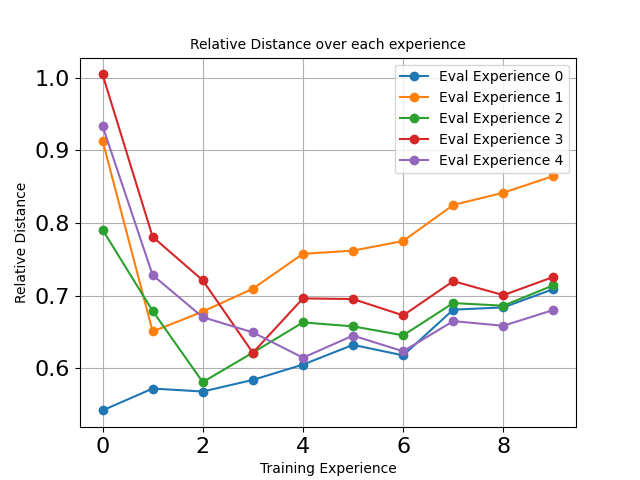 Relative Distance over each experience
Relative Distance
1.0
0.9
0.8
0.7
0.6
Eval Experience 0
Eval Experience 1
Eval Experience 2
Eval Experience 3
Eval Experience 4
0 2 4 6 8
Training Experience